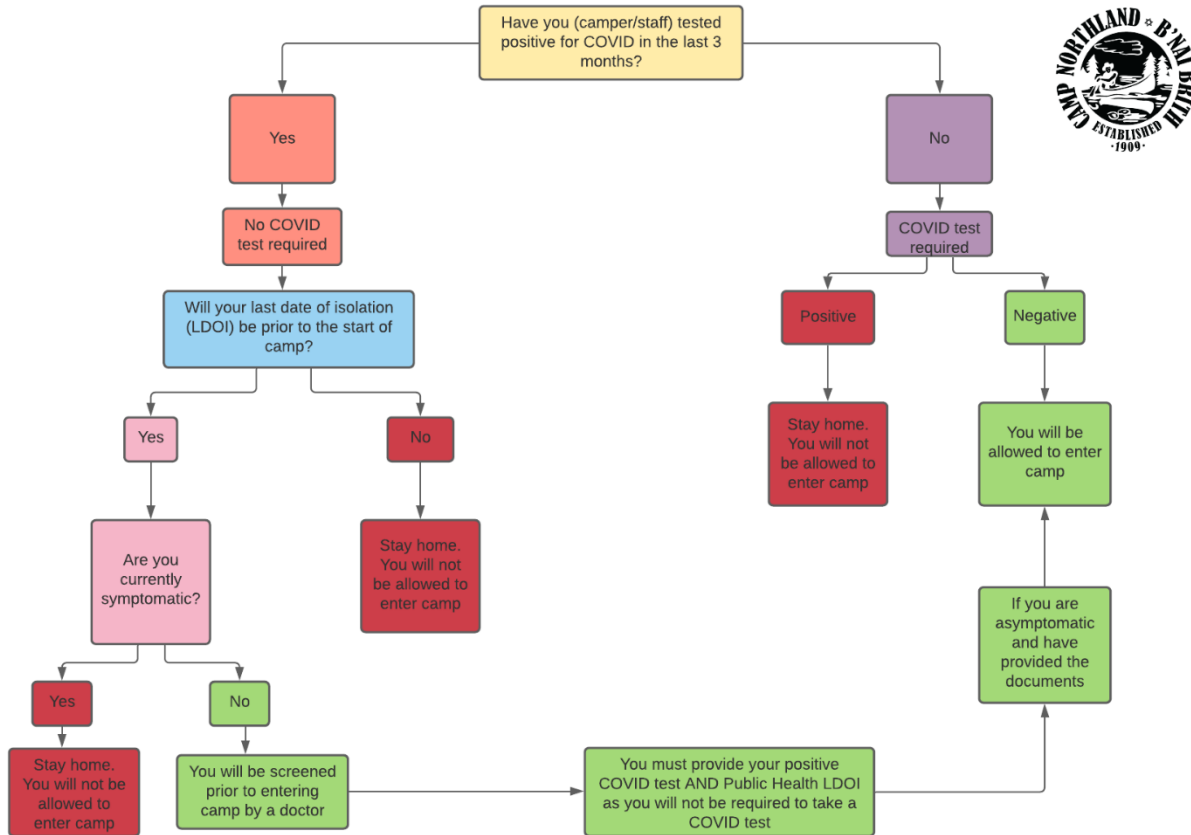 Have you (camper/staff) tested
positive for COVID in the last 3
months?
CAMP NORTHLAND ✡ B'NAI BRITH
ESTABLISHED
·1909·
Yes
No
No COVID
test required
COVID test
required
Will your last date of isolation
(LDOI) be prior to the start of
camp?
Positive
Negative
Yes
No
Stay home.
You will not
be allowed to
enter camp
You will be
allowed to enter
camp
Are you
currently
symptomatic?
Stay home.
You will not
be allowed to
enter camp
If you are
asymptomatic
and have
provided the
documents
Yes
No
Stay home.
You will not be
allowed to
enter camp
You will be screened
prior to entering
camp by a doctor
You must provide your positive
COVID test AND Public Health LDOI
as you will not be required to take a
COVID test